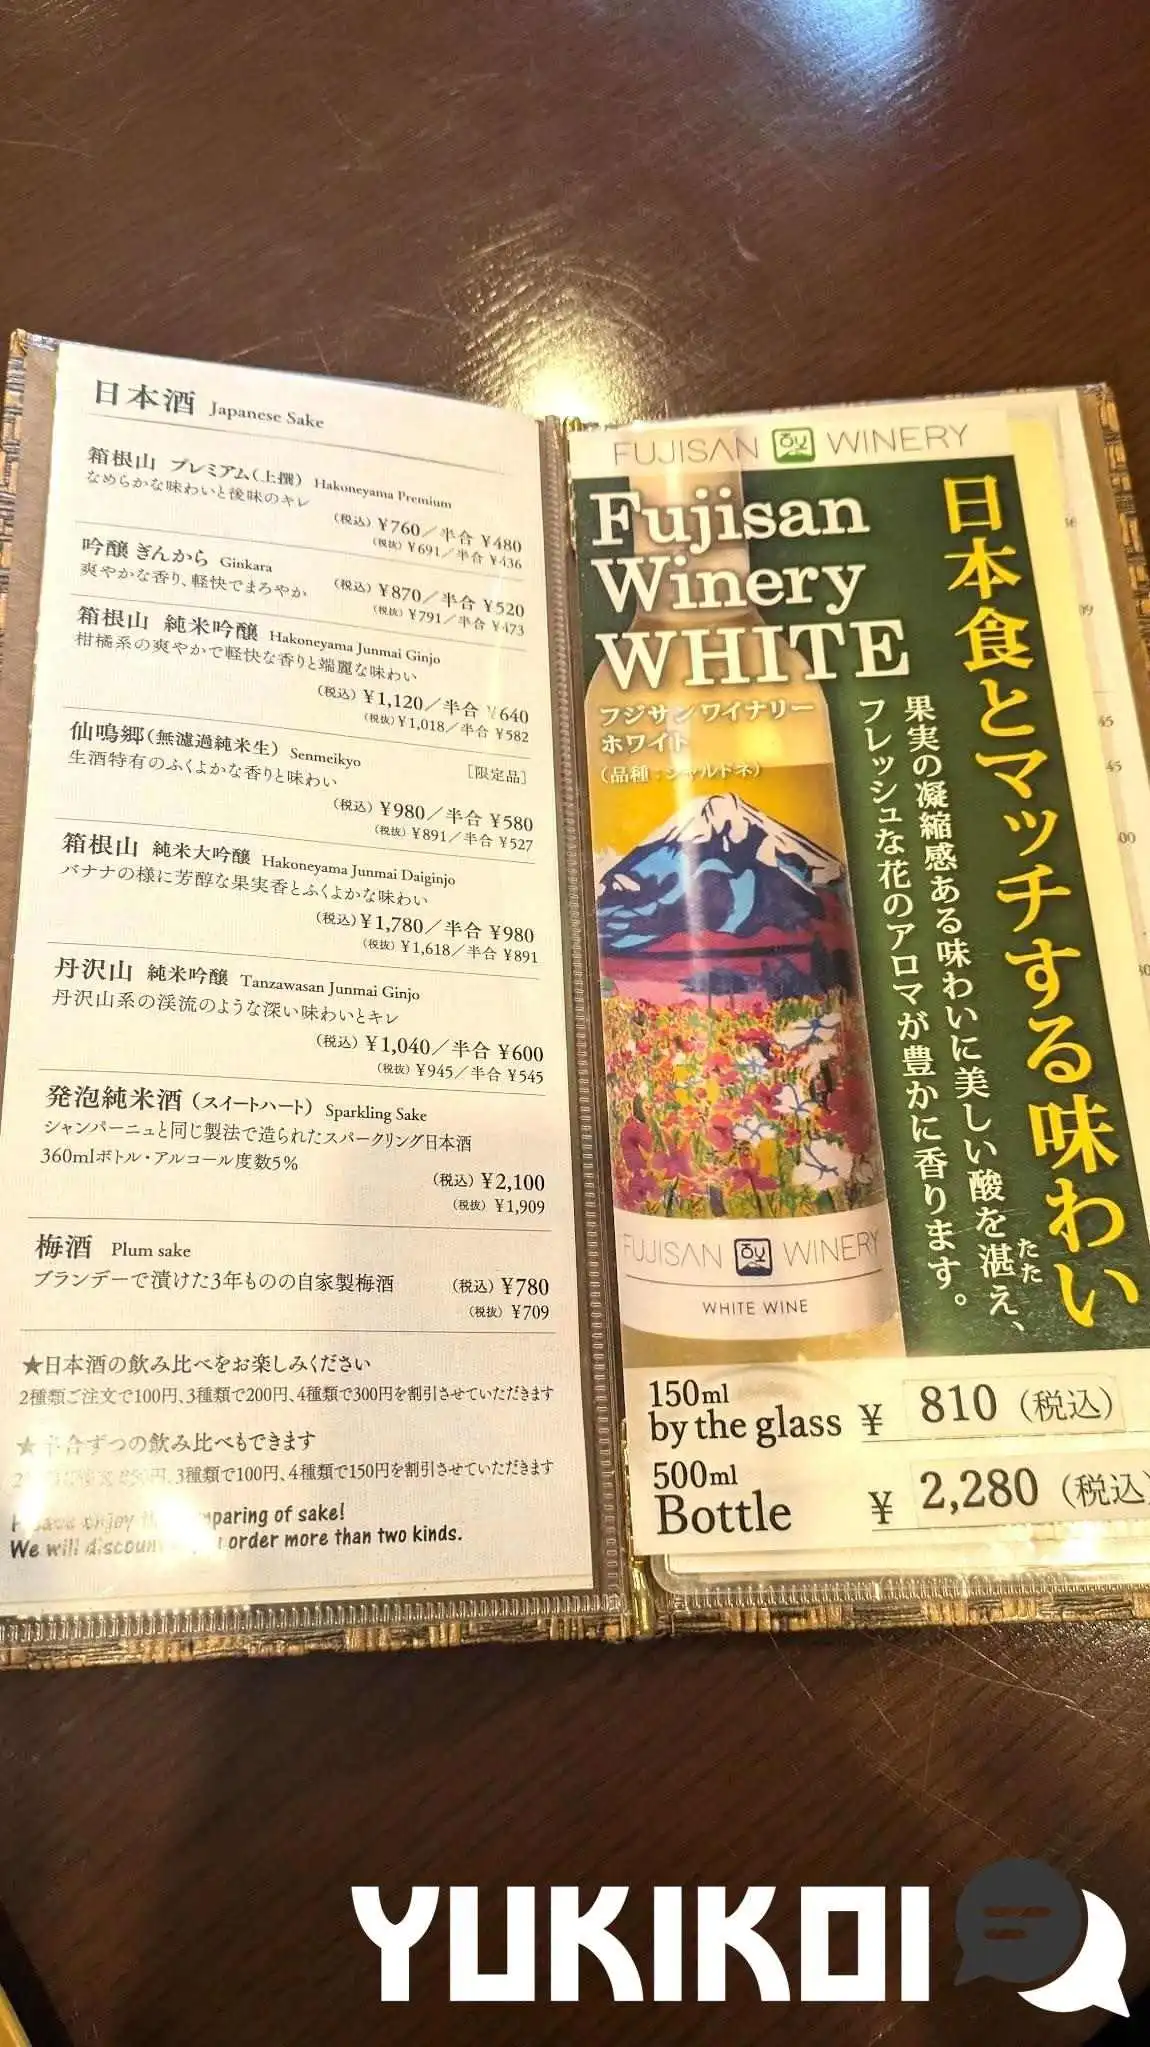 日本酒 Japanese Sake
箱根山 プレミアム(上撰) Hakoneyama Premium
なめらかな味わいと後味のキレ
(税込) ¥760/半合 ¥480
(税抜) ¥691/半合 ¥436
吟醸 ぎんから Ginkara
爽やかな香り、軽快でまろやか (税込) ¥870/半合 ¥520
(税抜) ¥791/半合 ¥473
箱根山 純米吟醸 Hakoneyama Junmai Ginjo
柑橘系の爽やかで軽快な香りと端麗な味わい
(税込) ¥1,120/半合 ¥640
(税抜) ¥1,018/半合 ¥582
仙鳴郷(無濾過純米生) Senmeikyo
生酒特有のふくよかな香りと味わい [限定品]
(税込) ¥980/半合 ¥580
(税抜) ¥891/半合 ¥527
箱根山 純米大吟醸 Hakoneyama Junmai Daiginjo
バナナの様に芳醇な果実香とふくよかな味わい
(税込) ¥1,780/半合 ¥980
(税抜) ¥1,618/半合 ¥891
丹沢山 純米吟醸 Tanzawasan Junmai Ginjo
丹沢山系の渓流のような深い味わいとキレ
(税込) ¥1,040/半合 ¥600
(税抜) ¥945/半合 ¥545
発泡純米酒(スイートハート) Sparkling Sake
シャンパーニュと同じ製法で造られたスパークリング日本酒
360mlボトル・アルコール度数5%
(税込) ¥2,100
(税抜) ¥1,909
梅酒 Plum sake
ブランデーで漬けた3年ものの自家製梅酒 (税込) ¥780
(税抜) ¥709
★日本酒の飲み比べをお楽しみください
2種類ご注文で100円、3種類で200円、4種類で300円を割引させていただきます
★半合ずつの飲み比べもできます
3種類で100円、4種類で150円を割引させていただきます
Please enjoy the comparing of sake!
We will discount order more than two kinds.
FUJISAN WINERY
Fujisan
Winery
WHITE
フジサンワイナリー
ホワイト
(品種:シャルドネ)
日本食とマッチする味わい
果実の凝縮感ある味わいに美しい酸を湛え、
たた
フレッシュな花のアロマが豊かに香ります。
FUJISAN WINERY
WHITE WINE
150ml
by the glass ¥ 810 (税込)
500ml
Bottle ¥ 2,280 (税込)
YUKIKOI